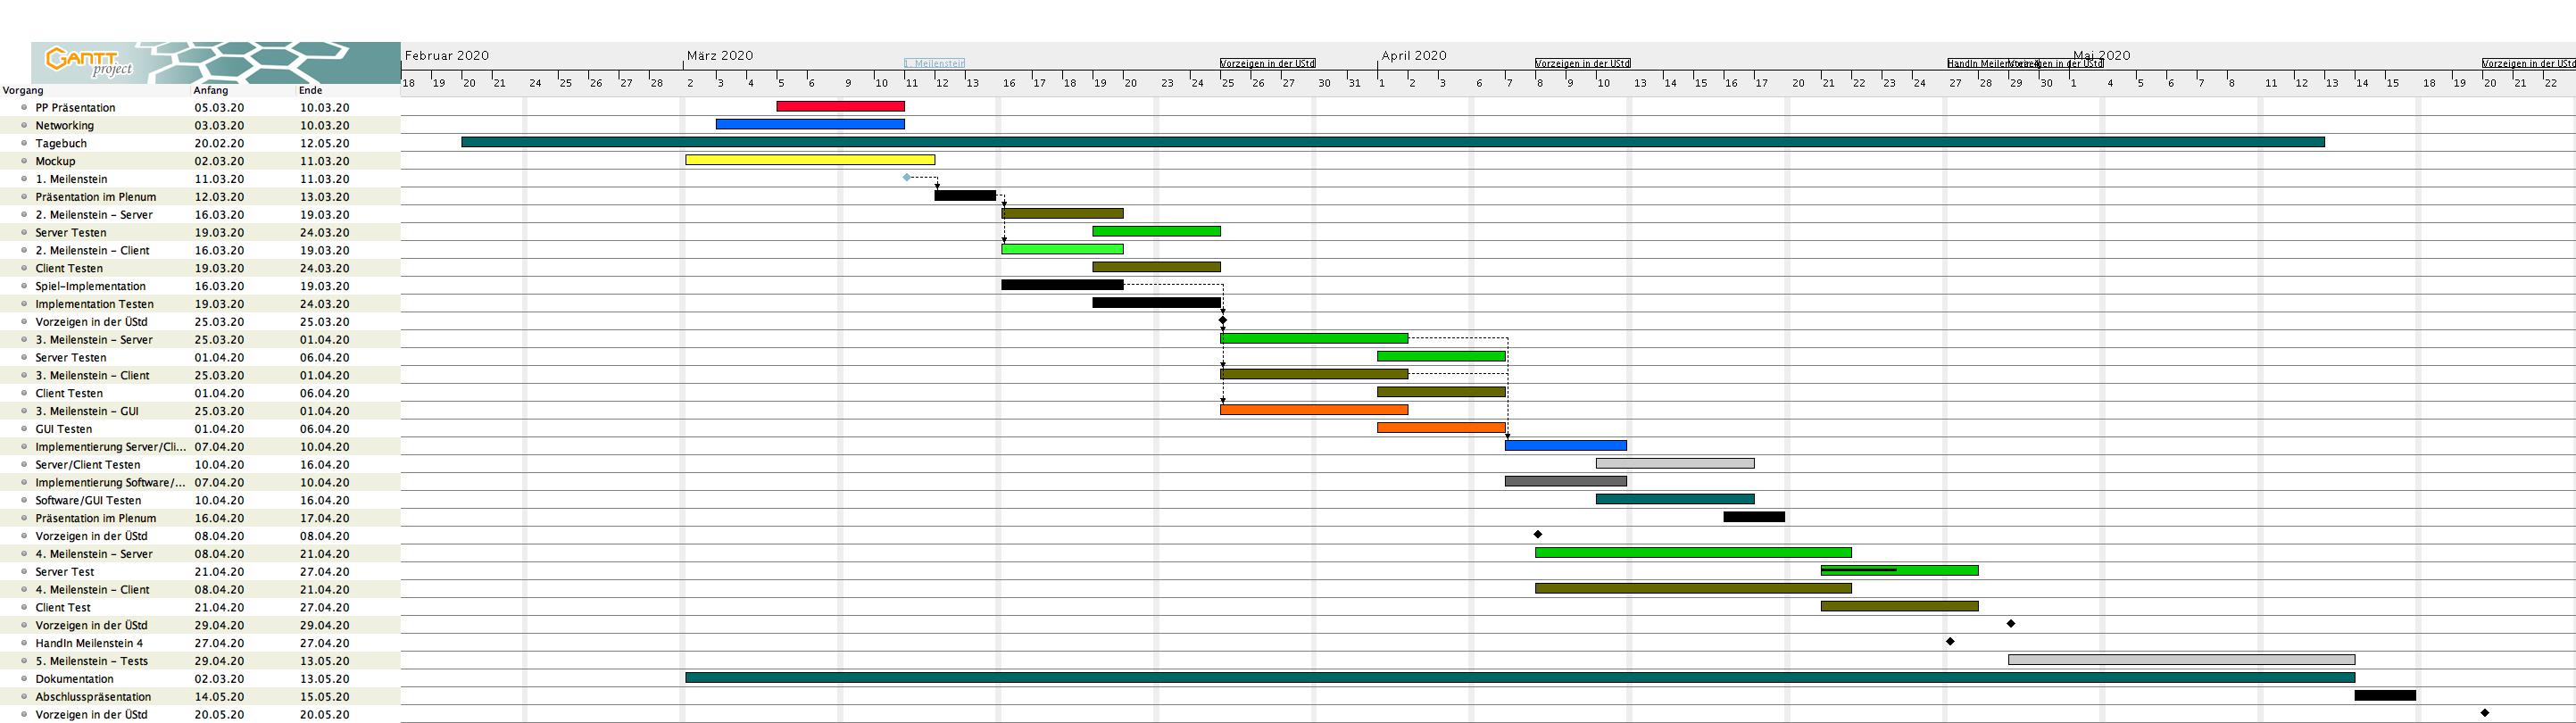 GANTT project
Februar 2020 März 2020 April 2020 Mai 2020
1. Meilenstein Vorzeigen in der ÜStd Vorzeigen in der ÜStd HandIn Meilenstein 4 Vorzeigen in der ÜStd Vorzeigen in der ÜStd
18 19 20 21 24 25 26 27 28 2 3 4 5 6 9 10 11 12 13 16 17 18 19 20 23 24 25 26 27 30 31 1 2 3 6 7 8 9 10 13 14 15 16 17 20 21 22 23 24 27 28 29 30 1 4 5 6 7 8 11 12 13 14 15 18 19 20 21 22
Vorgang Anfang Ende
PP Präsentation 05.03.20 10.03.20
Networking 03.03.20 10.03.20
Tagebuch 20.02.20 12.05.20
Mockup 02.03.20 11.03.20
1. Meilenstein 11.03.20 11.03.20
Präsentation im Plenum 12.03.20 13.03.20
2. Meilenstein – Server 16.03.20 19.03.20
Server Testen 19.03.20 24.03.20
2. Meilenstein – Client 16.03.20 19.03.20
Client Testen 19.03.20 24.03.20
Spiel-Implementation 16.03.20 19.03.20
Implementation Testen 19.03.20 24.03.20
Vorzeigen in der ÜStd 25.03.20 25.03.20
3. Meilenstein – Server 25.03.20 01.04.20
Server Testen 01.04.20 06.04.20
3. Meilenstein – Client 25.03.20 01.04.20
Client Testen 01.04.20 06.04.20
3. Meilenstein – GUI 25.03.20 01.04.20
GUI Testen 01.04.20 06.04.20
Implementierung Server/Cli... 07.04.20 10.04.20
Server/Client Testen 10.04.20 16.04.20
Implementierung Software/... 07.04.20 10.04.20
Software/GUI Testen 10.04.20 16.04.20
Präsentation im Plenum 16.04.20 17.04.20
Vorzeigen in der ÜStd 08.04.20 08.04.20
4. Meilenstein – Server 08.04.20 21.04.20
Server Test 21.04.20 27.04.20
4. Meilenstein – Client 08.04.20 21.04.20
Client Test 21.04.20 27.04.20
Vorzeigen in der ÜStd 29.04.20 29.04.20
HandIn Meilenstein 4 27.04.20 27.04.20
5. Meilenstein – Tests 29.04.20 13.05.20
Dokumentation 02.03.20 13.05.20
Abschlusspräsentation 14.05.20 15.05.20
Vorzeigen in der ÜStd 20.05.20 20.05.20